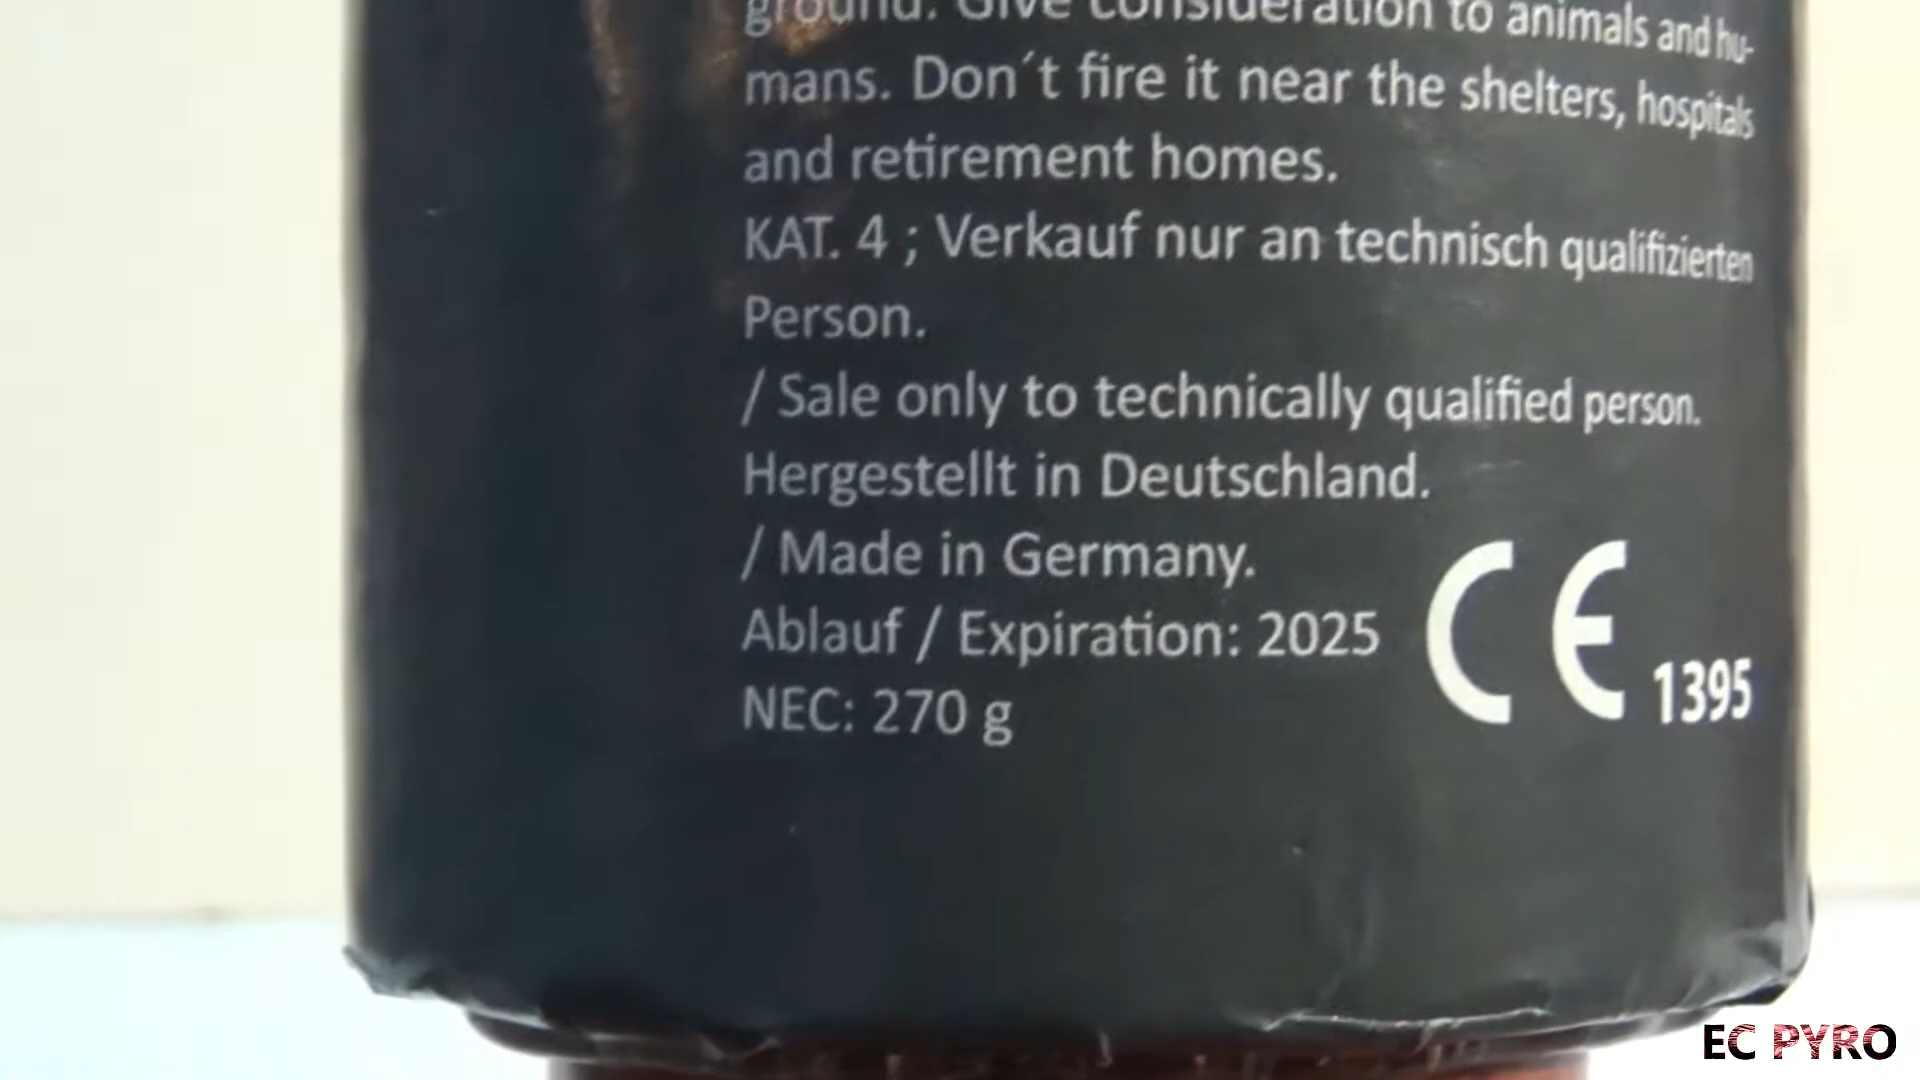 ground. Give consideration to animals and hu-
mans. Don´t fire it near the shelters, hospitals
and retirement homes.
KAT. 4 ; Verkauf nur an technisch qualifizierten
Person.
/ Sale only to technically qualified person.
Hergestellt in Deutschland.
/ Made in Germany.
Ablauf / Expiration: 2025
NEC: 270 g
CE 1395
EC PYRO